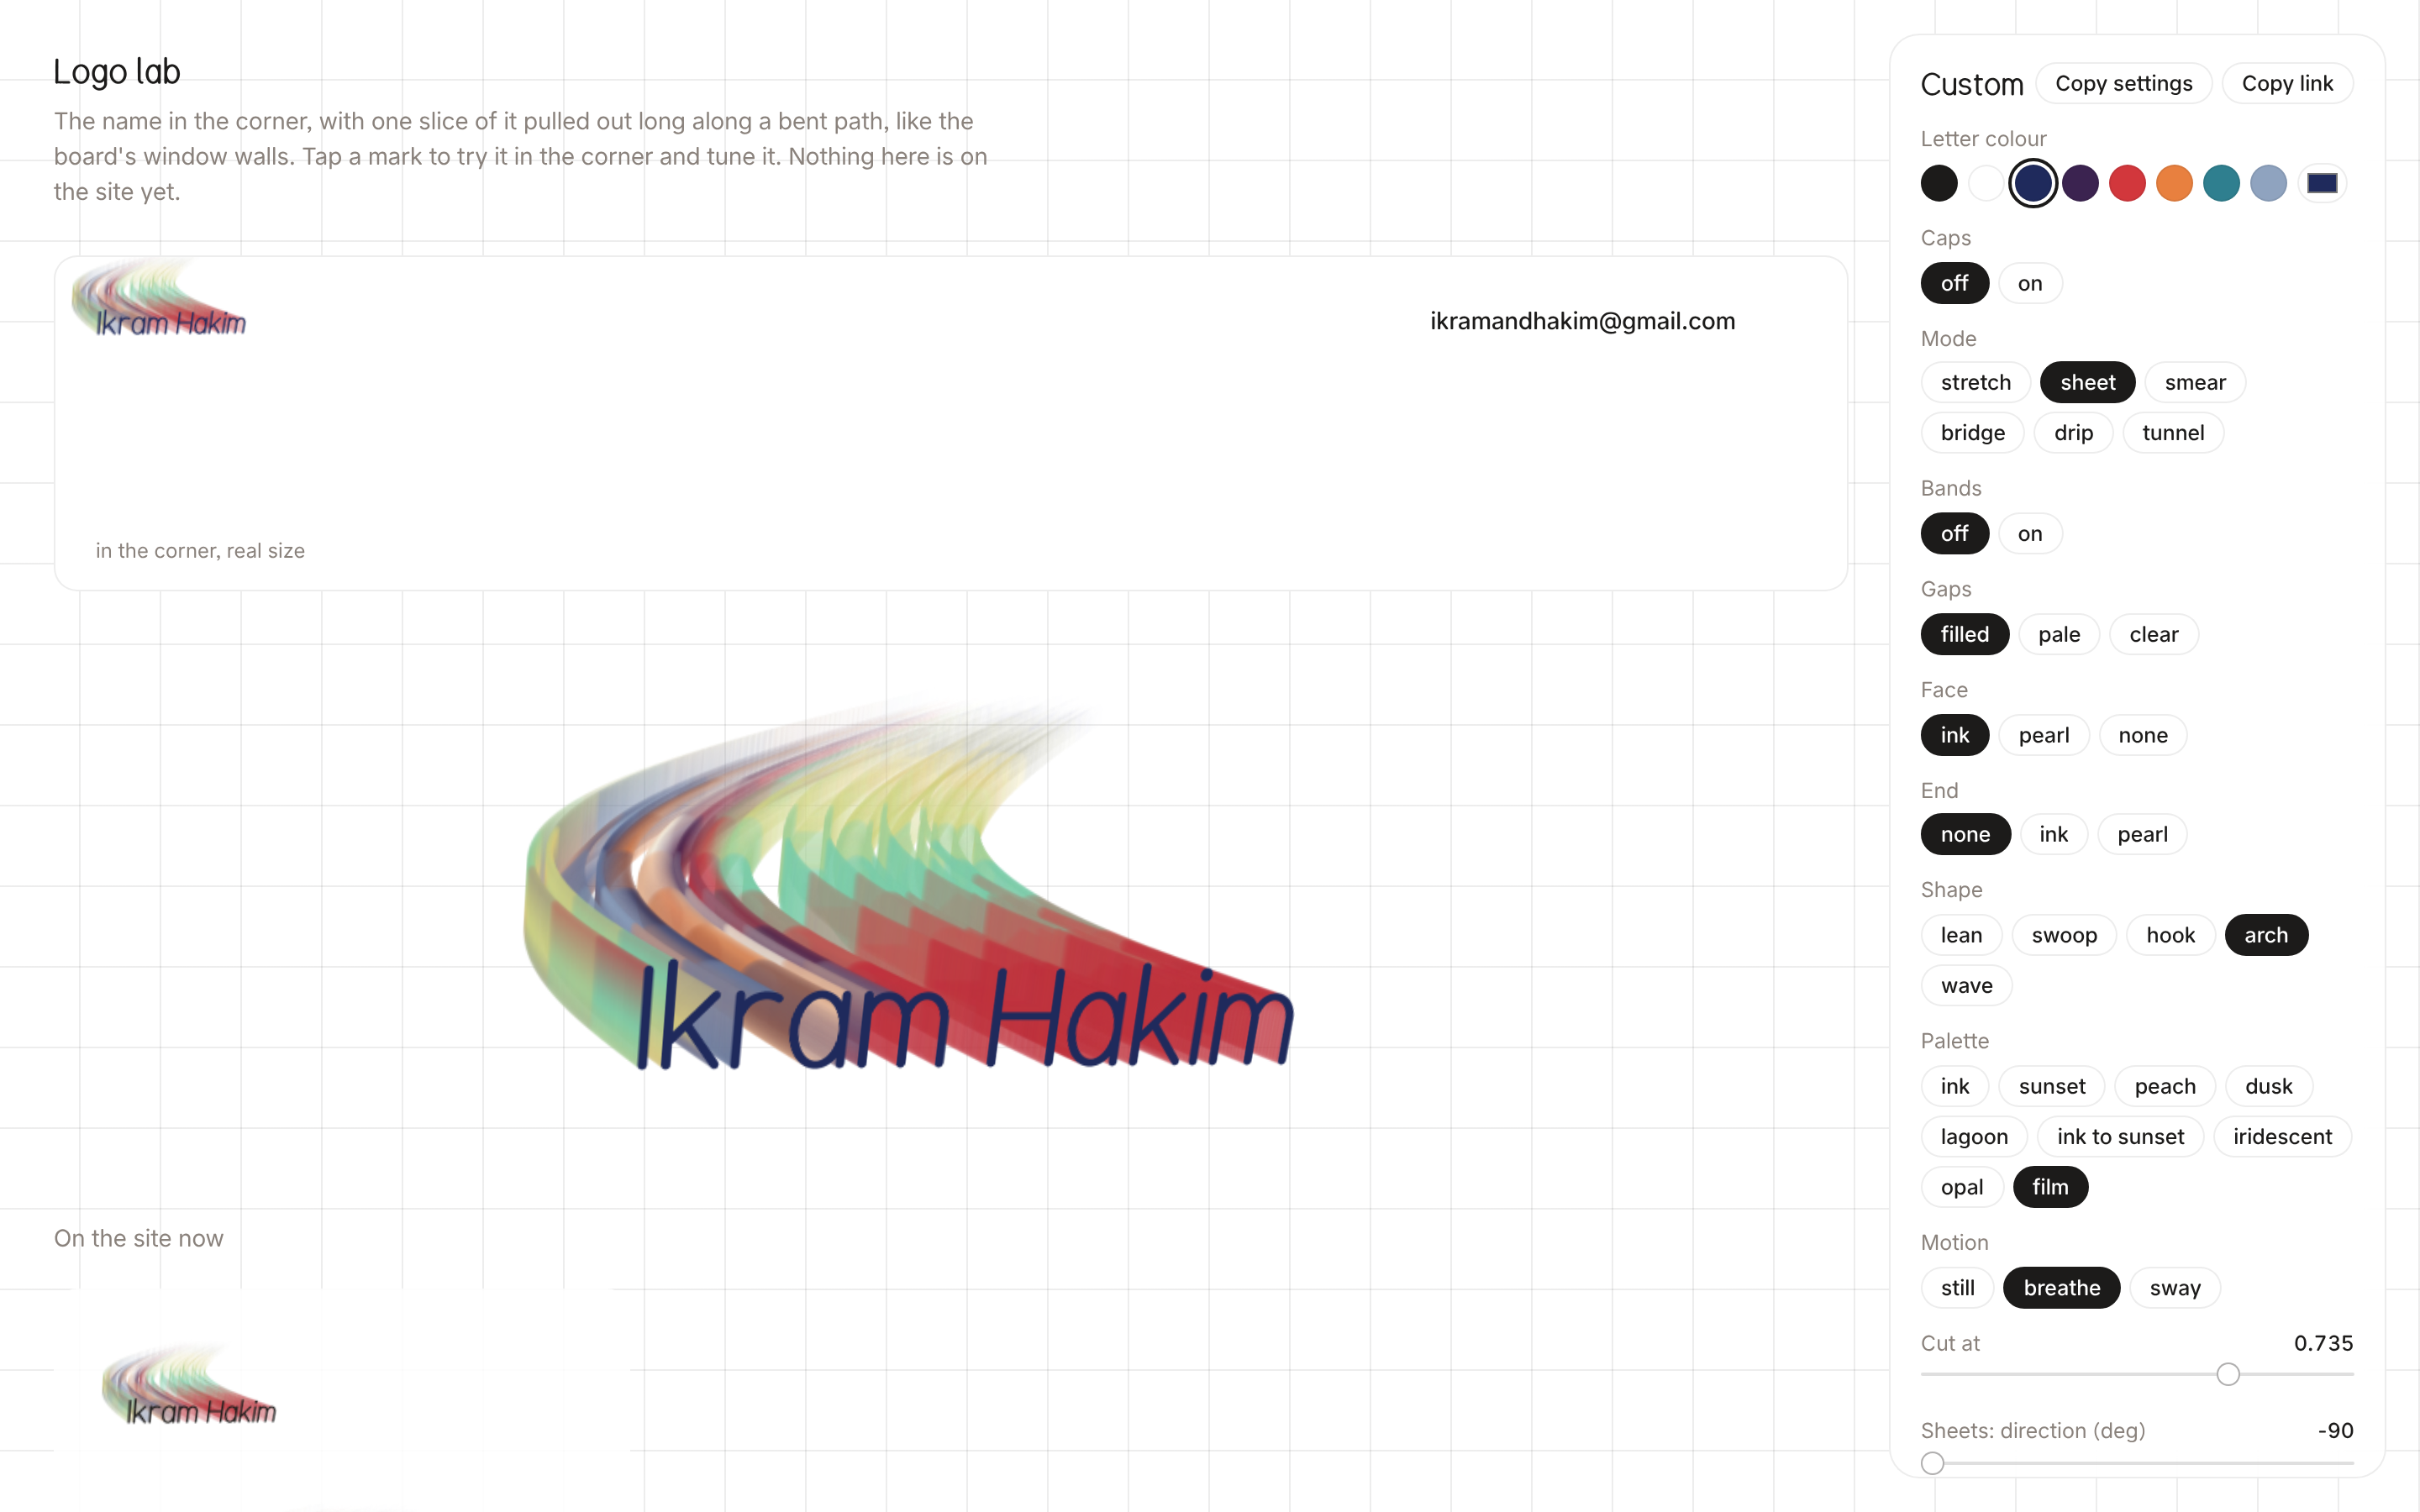 Logo lab
The name in the corner, with one slice of it pulled out long along a bent path, like the
board's window walls. Tap a mark to try it in the corner and tune it. Nothing here is on
the site yet.
Ikram Hakim
ikramandhakim@gmail.com
in the corner, real size
Ikram Hakim
On the site now
Ikram Hakim
Custom
Copy settings
Copy link
Letter colour
Caps
off on
Mode
stretch sheet smear
bridge drip tunnel
Bands
off on
Gaps
filled pale clear
Face
ink pearl none
End
none ink pearl
Shape
lean swoop hook arch
wave
Palette
ink sunset peach dusk
lagoon ink to sunset iridescent
opal film
Motion
still breathe sway
Cut at 0.735
Sheets: direction (deg) -90